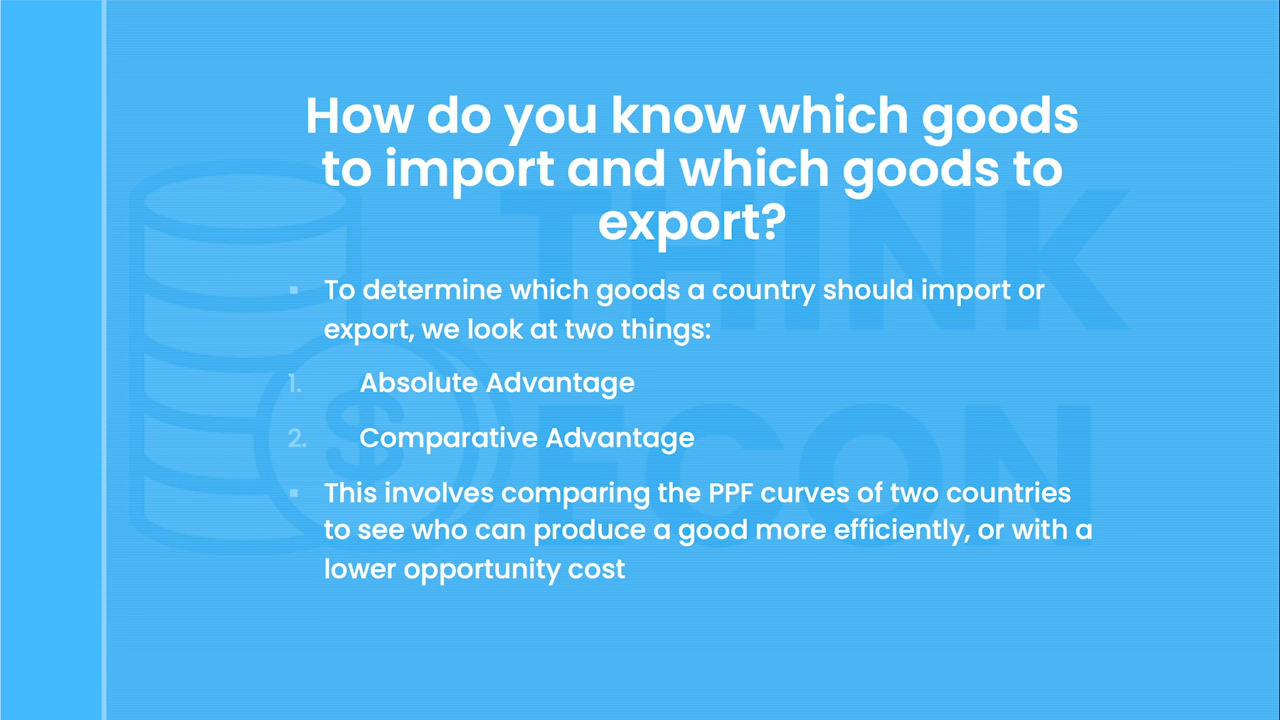 How do you know which goods
to import and which goods to
export?
▪ To determine which goods a country should import or
export, we look at two things:
1. Absolute Advantage
2. Comparative Advantage
▪ This involves comparing the PPF curves of two countries
to see who can produce a good more efficiently, or with a
lower opportunity cost
THINK
ECON
$